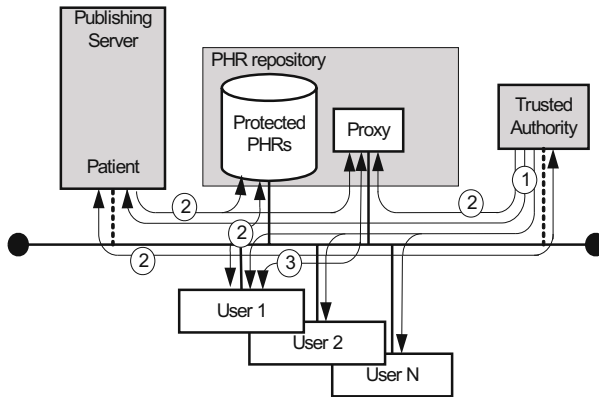 Publishing
Server
Patient
PHR repository
Protected
PHRs
Proxy
Trusted
Authority
1
2
2
2
2
3
User 1
User 2
User N